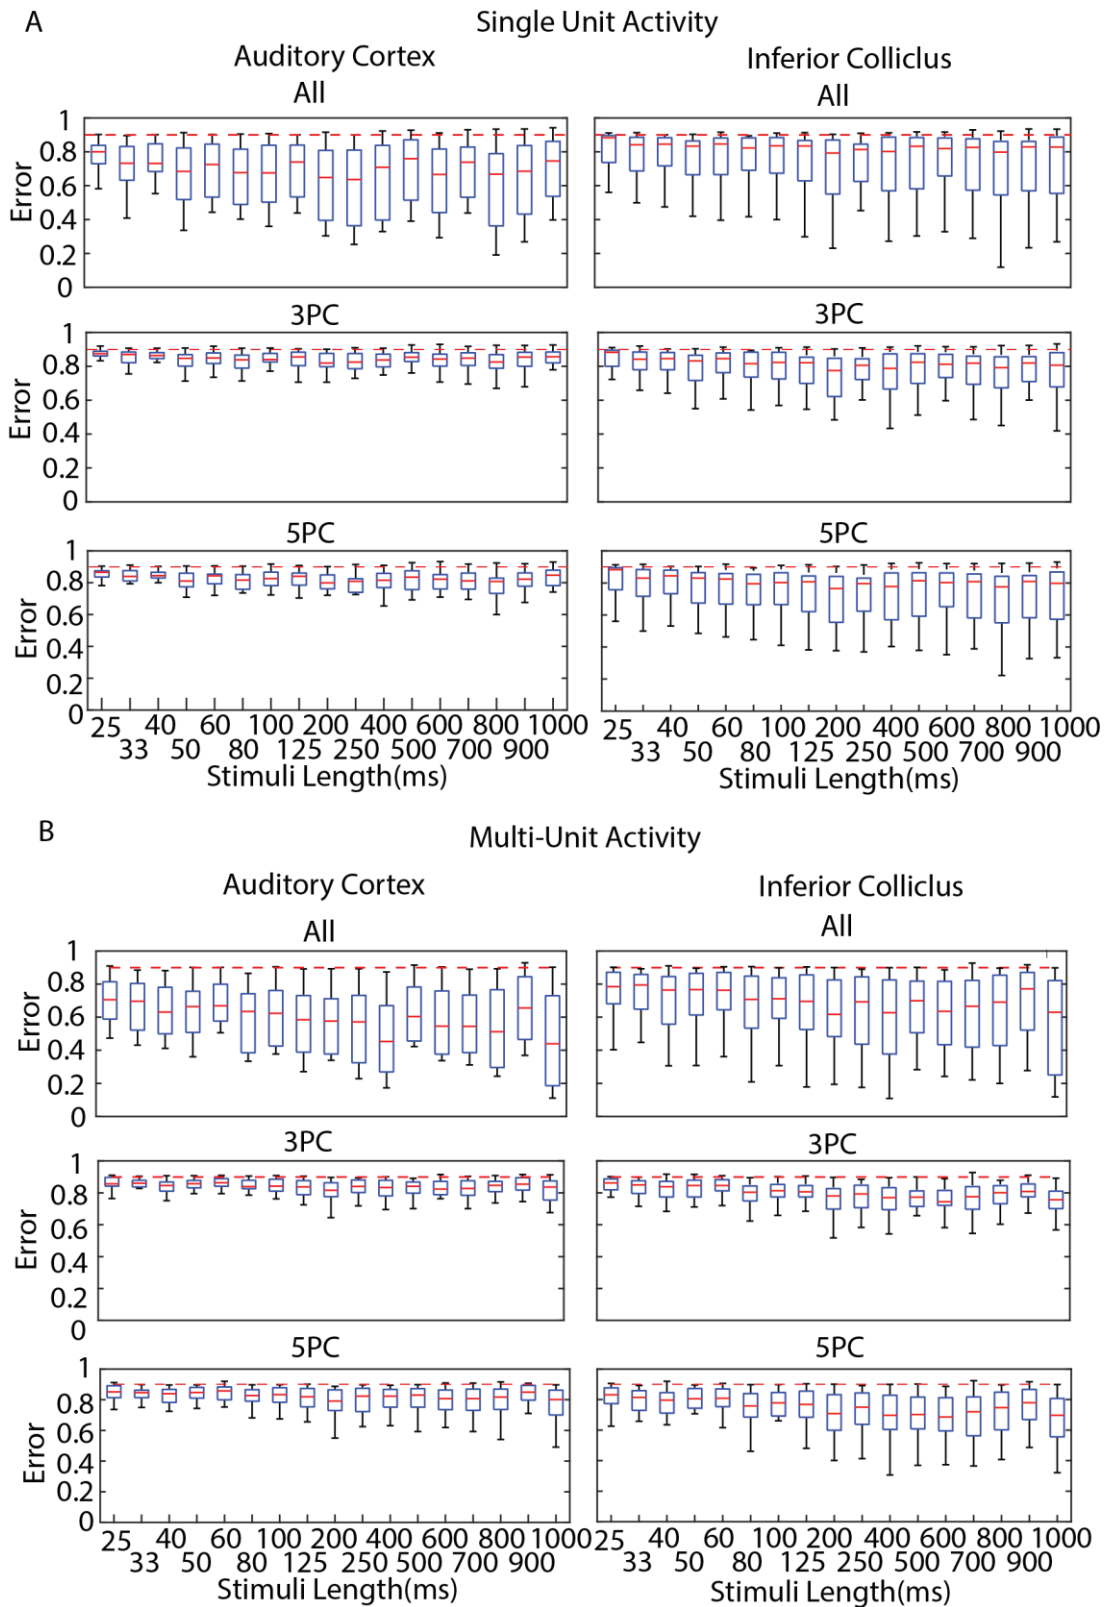 A
Single Unit Activity
Auditory Cortex
Inferior Colliclus
All
All
1
0.8
0.6
0.4
0.2
0
Error
3PC
3PC
1
0.8
0.6
0.4
0.2
0
Error
5PC
5PC
1
0.8
0.6
0.4
0.2
0
Error
25 40 60 100 200 400 600 800 1000
33 50 80 125 250 500 700 900
Stimuli Length(ms)
25 40 60 100 200 400 600 800 1000
33 50 80 125 250 500 700 900
Stimuli Length(ms)
B
Multi-Unit Activity
Auditory Cortex
Inferior Colliclus
All
All
1
0.8
0.6
0.4
0.2
0
Error
3PC
3PC
1
0.8
0.6
0.4
0.2
0
Error
5PC
5PC
1
0.8
0.6
0.4
0.2
0
Error
25 40 60 100 200 400 600 800 1000
33 50 80 125 250 500 700 900
Stimuli Length(ms)
25 40 60 100 200 400 600 800 1000
33 50 80 125 250 500 700 900
Stimuli Length(ms)